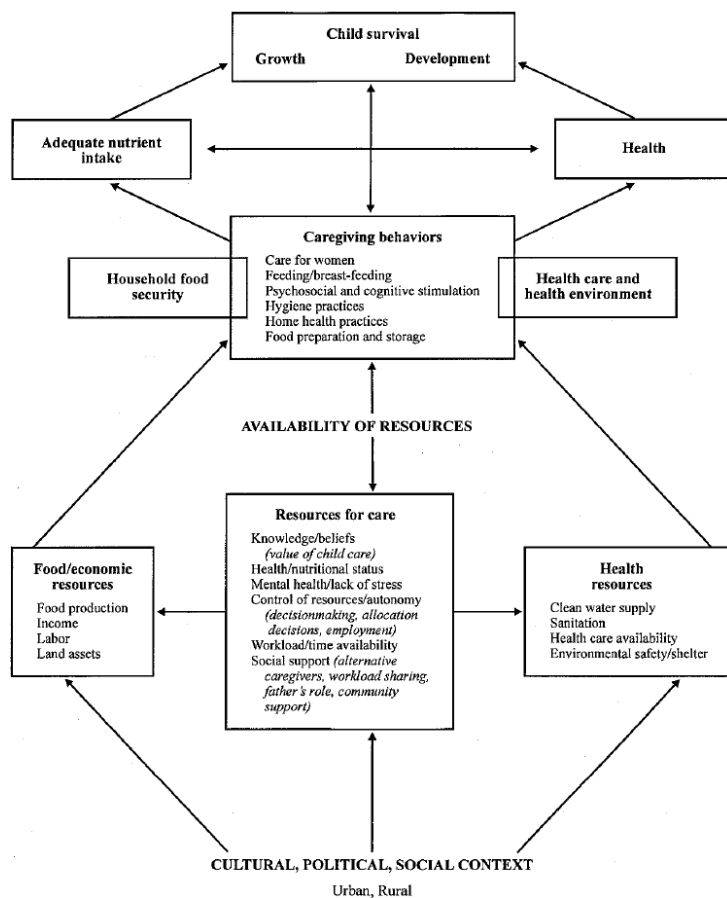 Child survival
Growth Development
Adequate nutrient
intake
Health
Caregiving behaviors
Care for women
Feeding/breast-feeding
Psychosocial and cognitive stimulation
Hygiene practices
Home health practices
Food preparation and storage
Household food
security
Health care and
health environment
AVAILABILITY OF RESOURCES
Resources for care
Knowledge/beliefs
(value of child care)
Health/nutritional status
Mental health/lack of stress
Control of resources/autonomy
(decisionmaking, allocation
decisions, employment)
Workload/time availability
Social support (alternative
caregivers, workload sharing,
father's role, community
support)
Food/economic
resources
Food production
Income
Labor
Land assets
Health
resources
Clean water supply
Sanitation
Health care availability
Environmental safety/shelter
CULTURAL, POLITICAL, SOCIAL CONTEXT
Urban, Rural